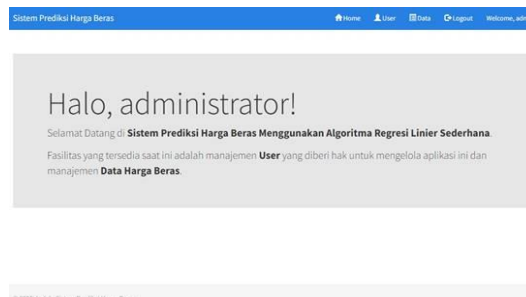 Sistem Prediksi Harga Beras Home User Data Logout Welcome, adm
Halo, administrator!
Selamat Datang di Sistem Prediksi Harga Beras Menggunakan Algoritma Regresi Linier Sederhana.
Fasilitas yang tersedia saat ini adalah manajemen User yang diberi hak untuk mengelola aplikasi ini dan
manajemen Data Harga Beras.